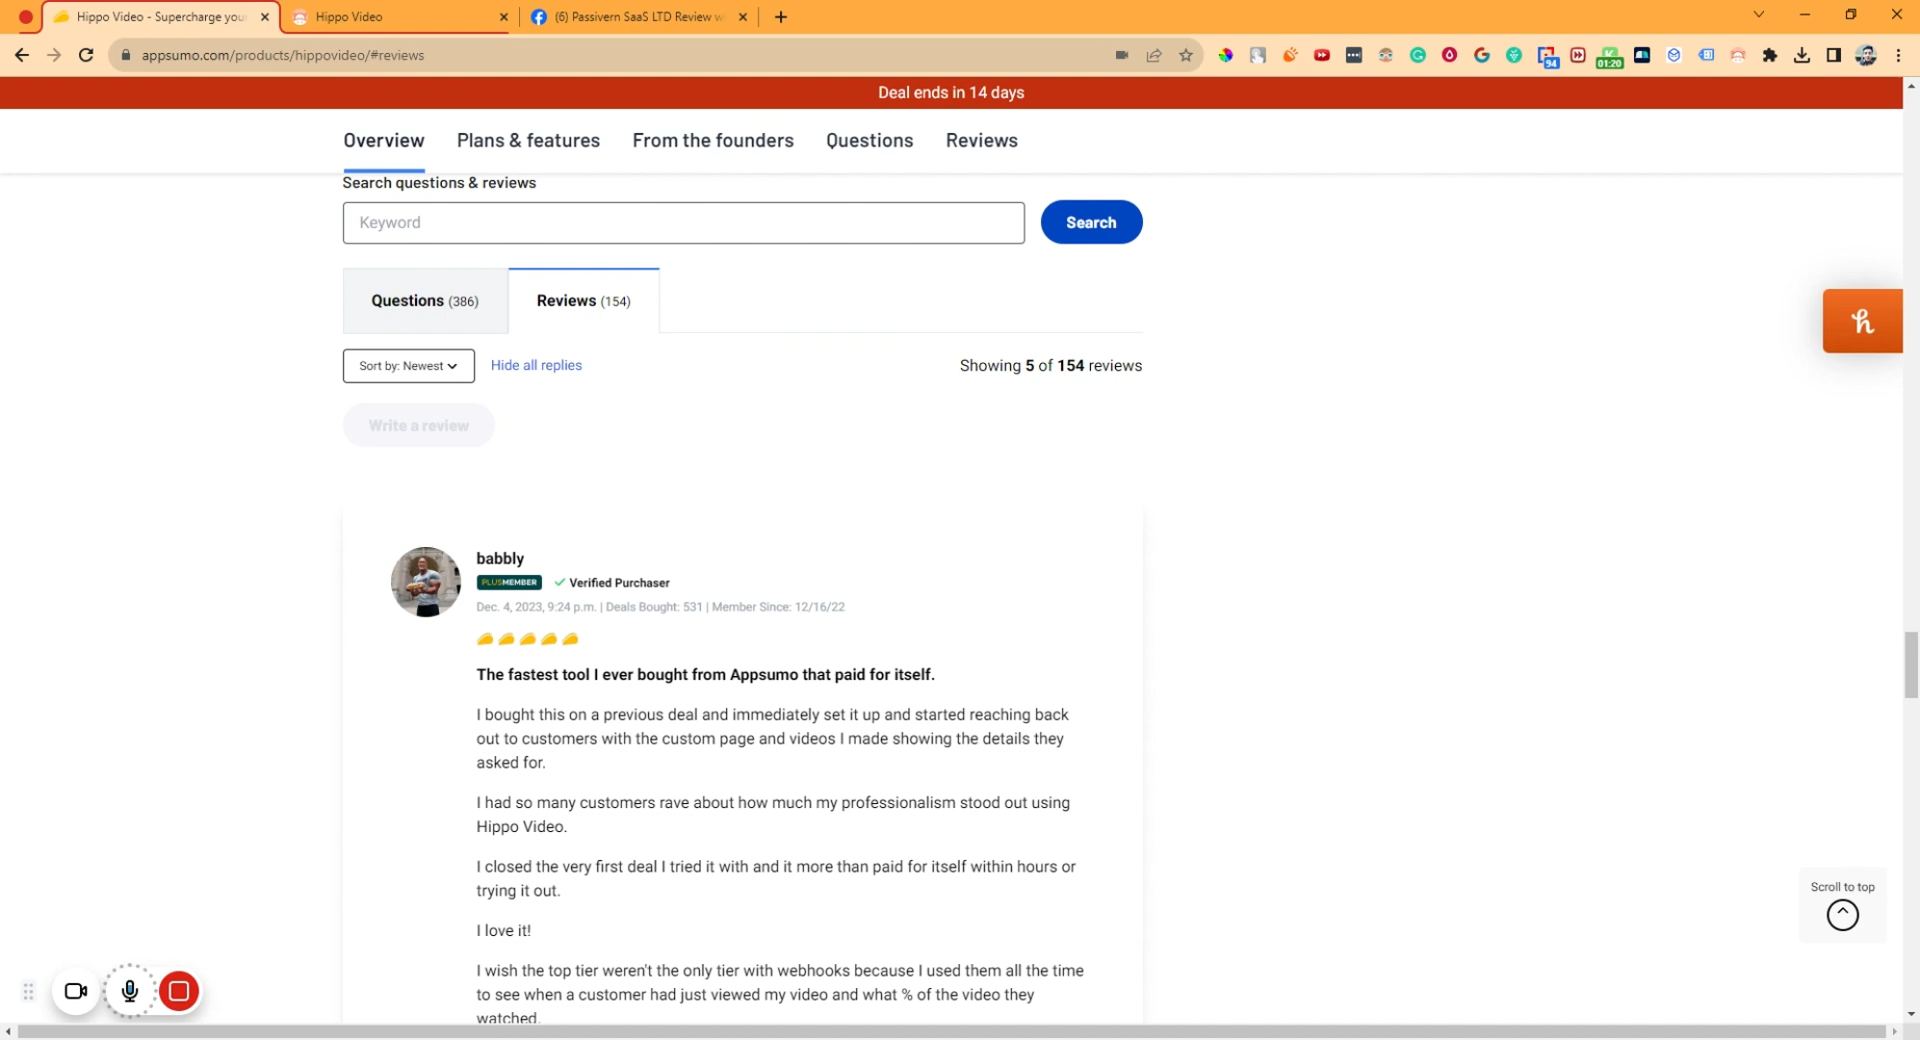 Hippo Video - Supercharge you
Hippo Video
(6) Passivern SaaS LTD Review w
appsumo.com/products/hippovideo/#reviews
94
01:20
Deal ends in 14 days
Overview
Plans & features
From the founders
Questions
Reviews
Search questions & reviews
Keyword
Search
Questions (386)
Reviews (154)
Sort by: Newest
Hide all replies
Showing 5 of 154 reviews
Write a review
babbly
PLUSMEMBER
Verified Purchaser
Dec. 4, 2023, 9:24 p.m. | Deals Bought: 531 | Member Since: 12/16/22
The fastest tool I ever bought from Appsumo that paid for itself.
I bought this on a previous deal and immediately set it up and started reaching back
out to customers with the custom page and videos I made showing the details they
asked for.
I had so many customers rave about how much my professionalism stood out using
Hippo Video.
I closed the very first deal I tried it with and it more than paid for itself within hours or
trying it out.
I love it!
I wish the top tier weren't the only tier with webhooks because I used them all the time
to see when a customer had just viewed my video and what % of the video they
watched.
Scroll to top